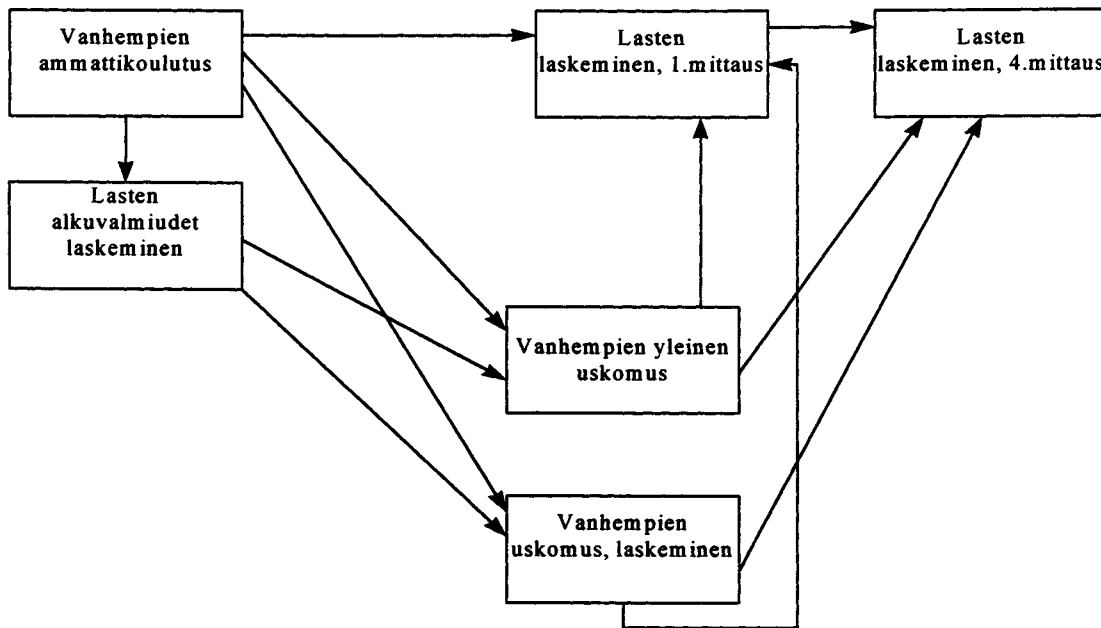 Vanhempien
ammattikoulutus
Lasten
laskeminen, 1.mittaus
Lasten
laskeminen, 4.mittaus
Lasten
alkuvalmiudet
laskeminen
Vanhempien yleinen
uskomus
Vanhempien
uskomus, laskeminen